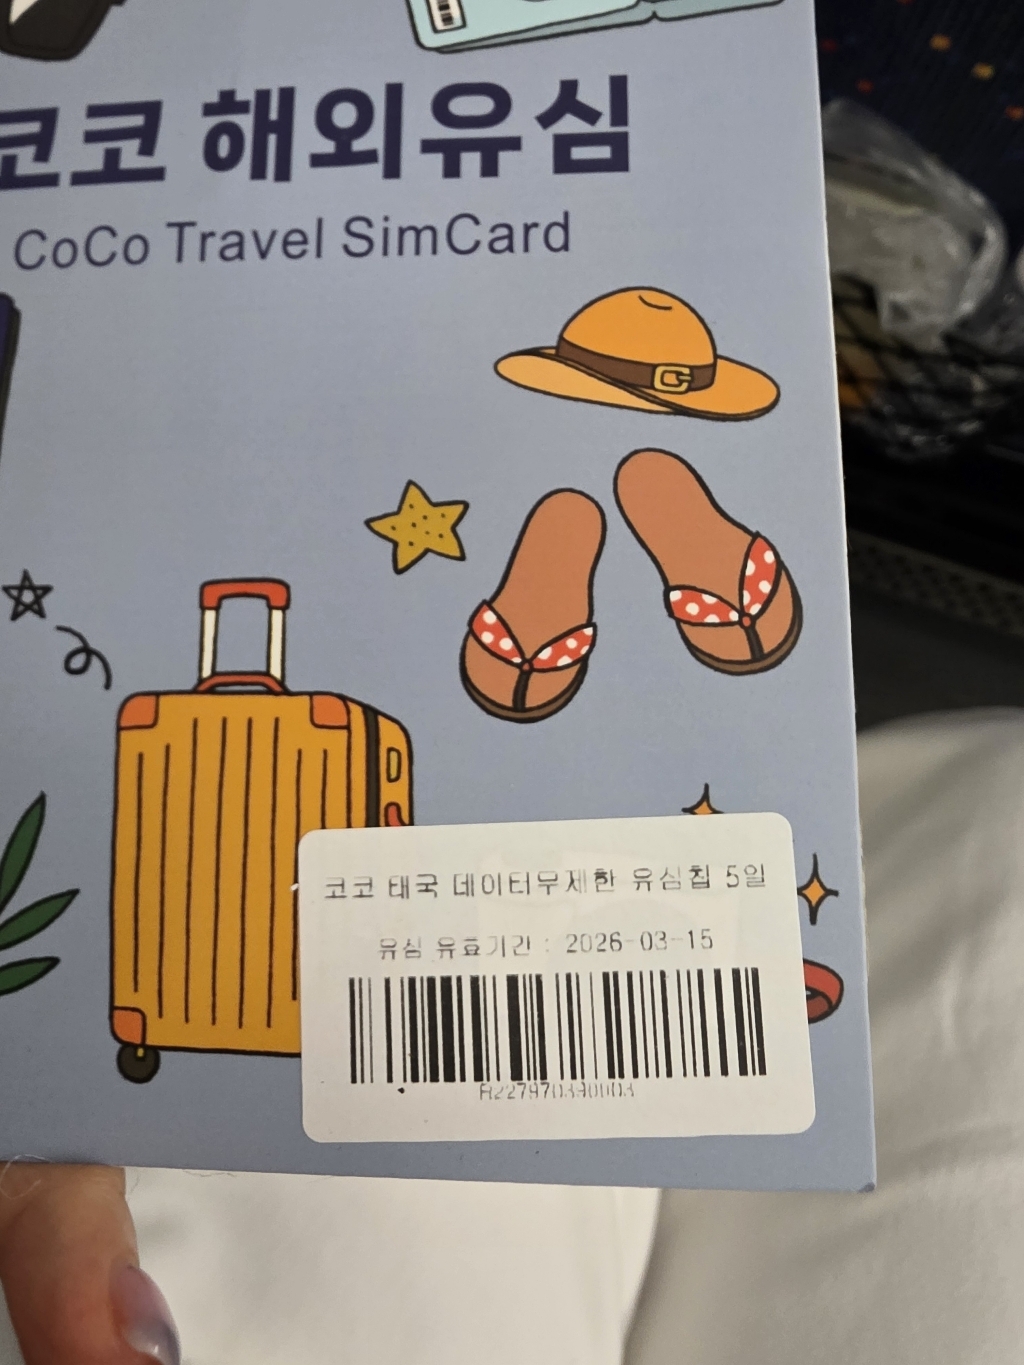 코코 해외유심
CoCo Travel SimCard
코코 태국 데이터무제한 유심칩 5일
유심 유효기간 : 2026-03-15